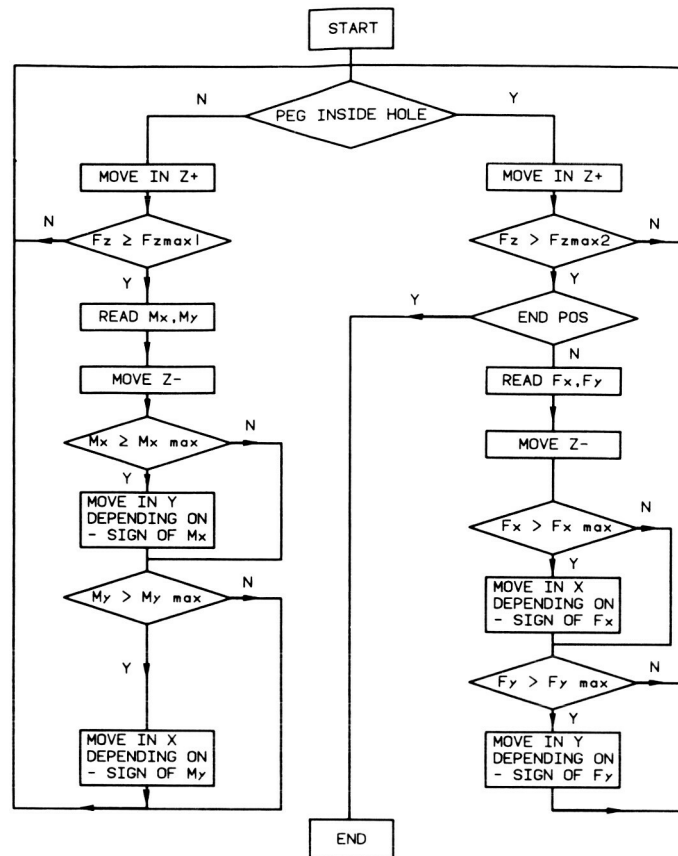 START
PEG INSIDE HOLE
N
Y
MOVE IN Z+
Fz ≥ Fzmax1
N
Y
READ Mx,My
MOVE Z-
Mx ≥ Mx max
N
Y
MOVE IN Y
DEPENDING ON
- SIGN OF Mx
My > My max
N
Y
MOVE IN X
DEPENDING ON
- SIGN OF My
MOVE IN Z+
Fz > Fzmax2
N
Y
END POS
Y
N
READ Fx,Fy
MOVE Z-
Fx > Fx max
N
Y
MOVE IN X
DEPENDING ON
- SIGN OF Fx
Fy > Fy max
N
Y
MOVE IN Y
DEPENDING ON
- SIGN OF Fy
END